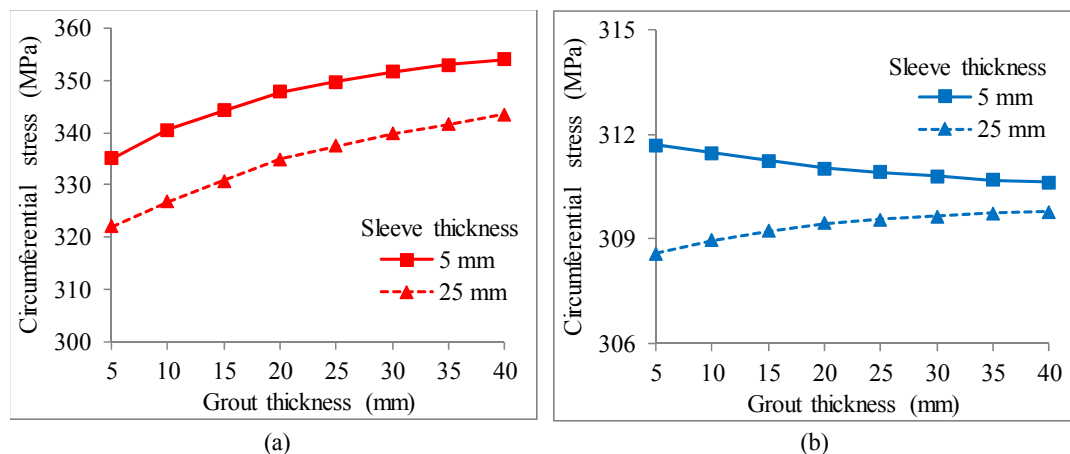 360
350
340
330
320
310
300
5 10 15 20 25 30 35 40
Circumferential stress (MPa)
Grout thickness (mm)
Sleeve thickness
5 mm
25 mm
(a)
315
312
309
306
5 10 15 20 25 30 35 40
Circumferential stress (MPa)
Grout thickness (mm)
Sleeve thickness
5 mm
25 mm
(b)